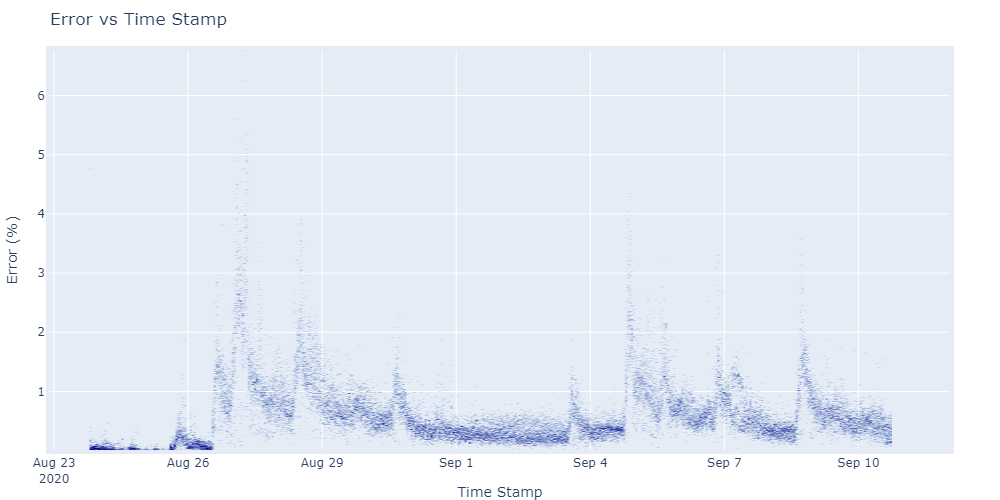 Error vs Time Stamp
Error (%)
6
5
4
3
2
1
Aug 23
2020
Aug 26
Aug 29
Sep 1
Sep 4
Sep 7
Sep 10
Time Stamp